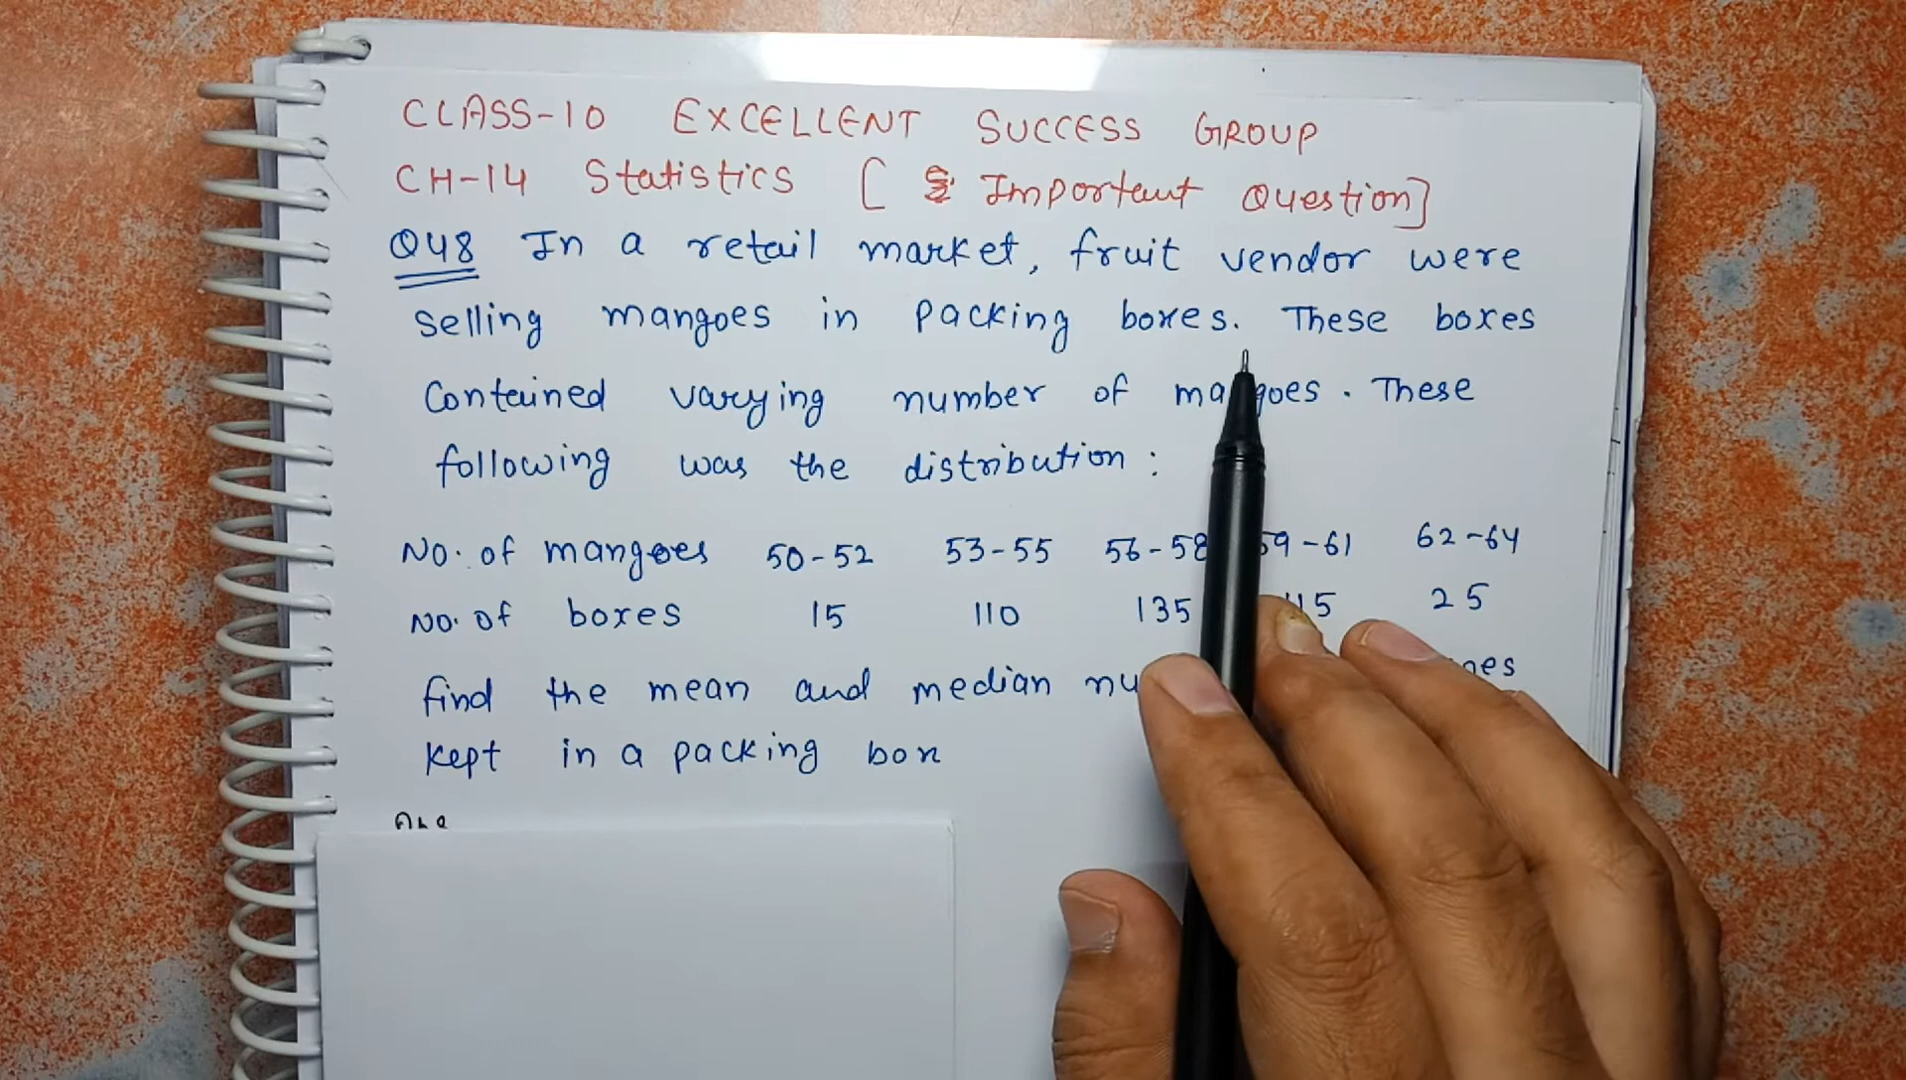 CLASS-10 EXCELLENT SUCCESS GROUP
CH-14 Statistics [ Important Question]
Q48 In a retail market, fruit vendor were
selling mangoes in packing boxes. These boxes
Contained varying number of mangoes. These
following was the distribution:
No. of mangoes 50-52 53-55 56-58 59-61 62-64
No. of boxes 15 110 135 25
find the mean and median
kept in a packing box